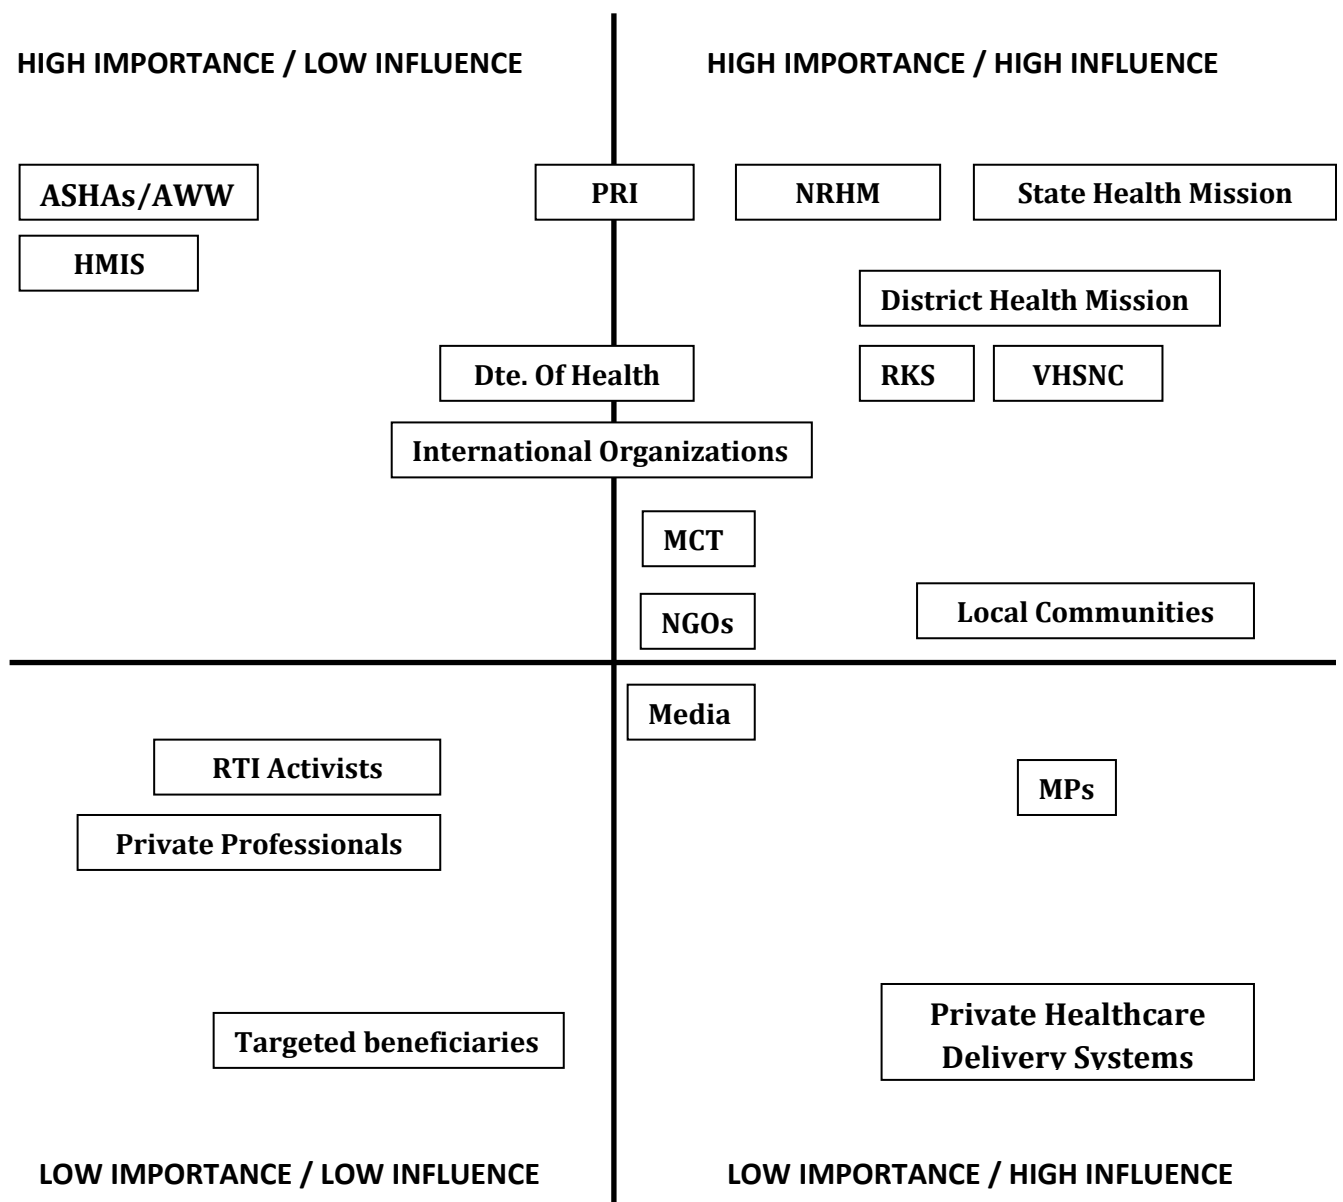 HIGH IMPORTANCE / LOW INFLUENCE
HIGH IMPORTANCE / HIGH INFLUENCE
ASHAs/AWW
PRI
NRHM
State Health Mission
HMIS
District Health Mission
Dte. Of Health
RKS
VHSNC
International Organizations
MCT
Local Communities
NGOs
Media
RTI Activists
MPs
Private Professionals
Targeted beneficiaries
Private Healthcare
Delivery Systems
LOW IMPORTANCE / LOW INFLUENCE
LOW IMPORTANCE / HIGH INFLUENCE